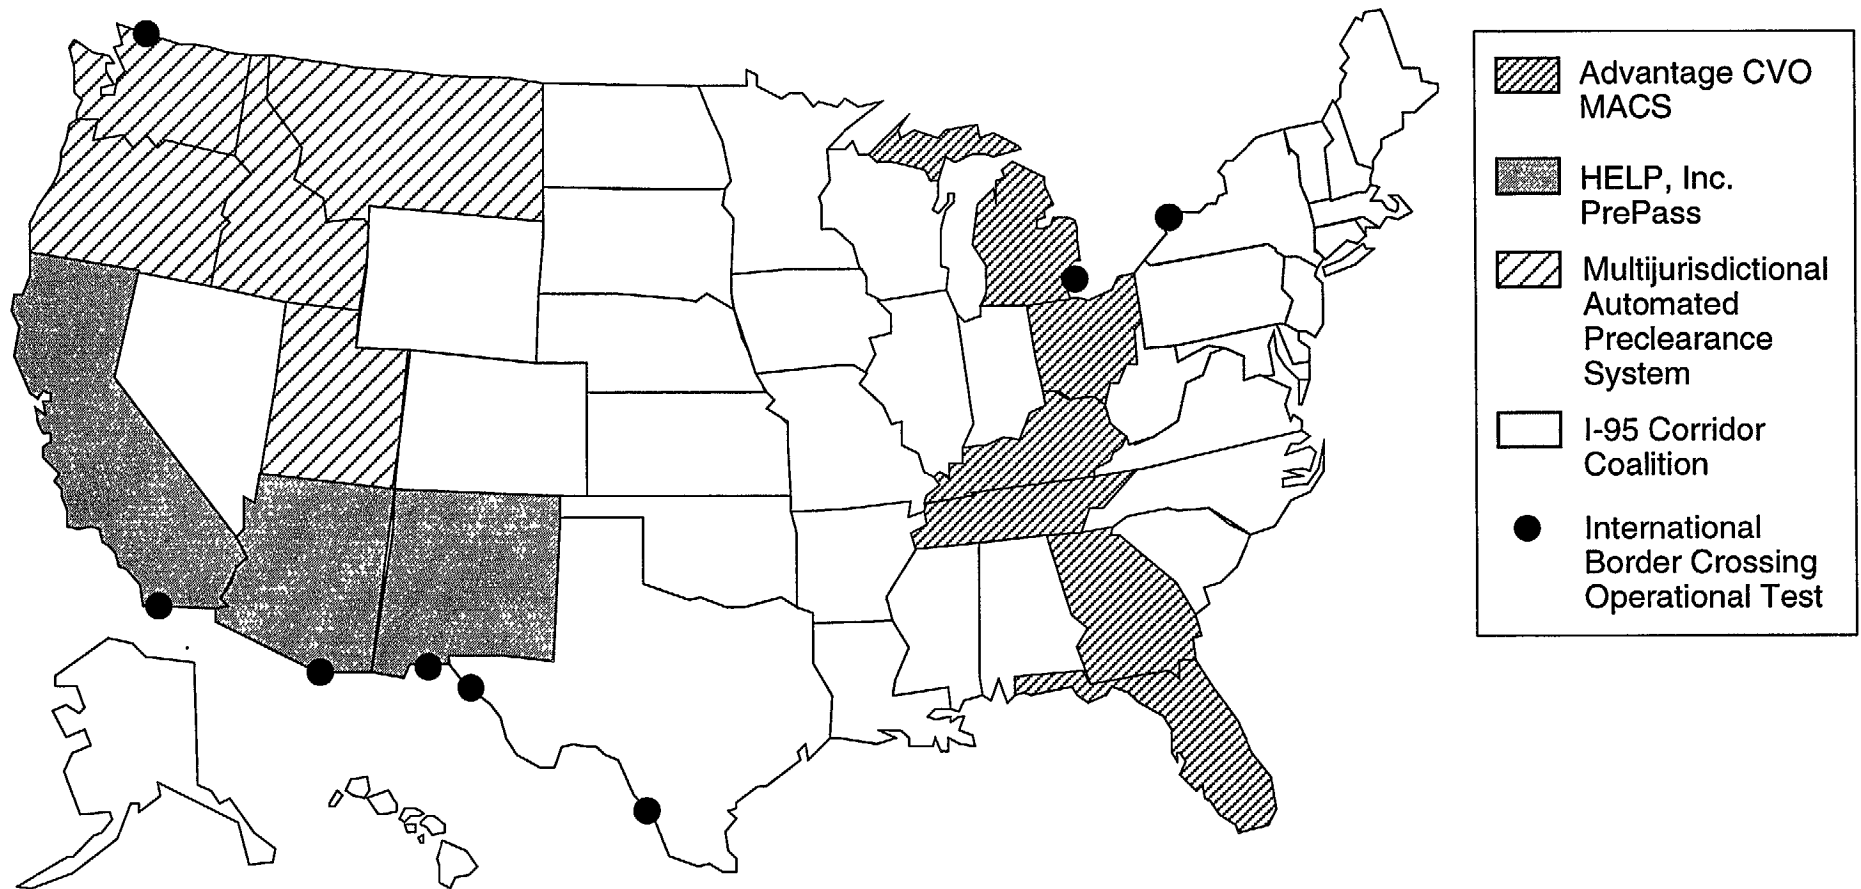 Advantage CVO
MACS
HELP, Inc.
PrePass
Multijurisdictional
Automated
Preclearance
System
I-95 Corridor
Coalition
International
Border Crossing
Operational Test